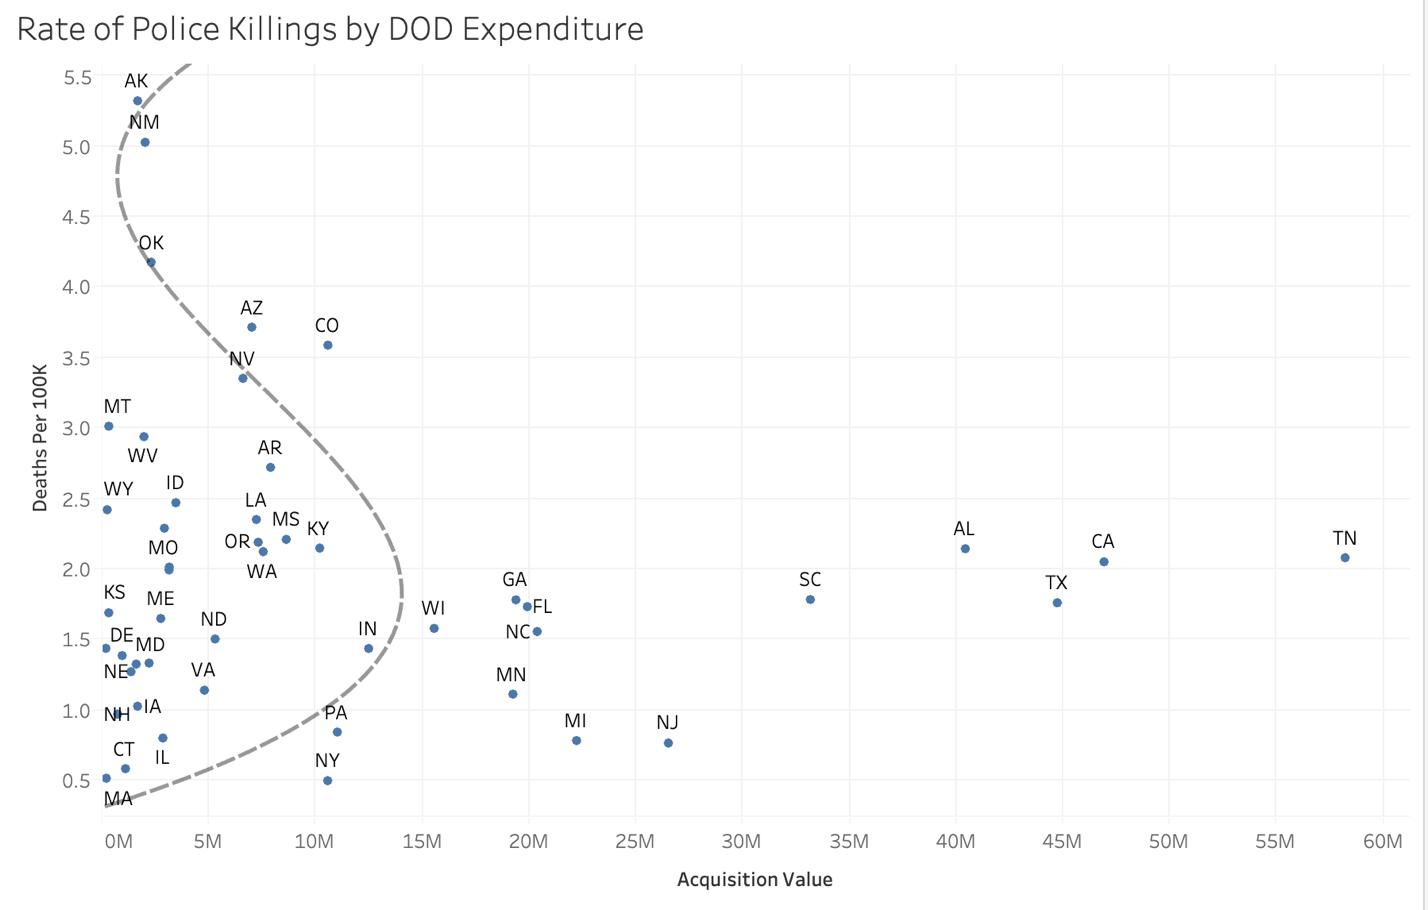 Rate of Police Killings by DOD Expenditure
5.5
AK
NM
5.0
4.5
OK
4.0
AZ
CO
3.5
NV
MT
3.0
WV
AR
WY
ID
2.5
LA
MS
KY
OR
MO
WA
AL
CA
TN
2.0
KS
ME
GA
FL
SC
TX
ND
WI
NC
1.5
DE
MD
IN
NE
VA
MN
1.0
NH
IA
PA
MI
NJ
CT
IL
NY
0.5
MA
Deaths Per 100K
0M 5M 10M 15M 20M 25M 30M 35M 40M 45M 50M 55M 60M
Acquisition Value